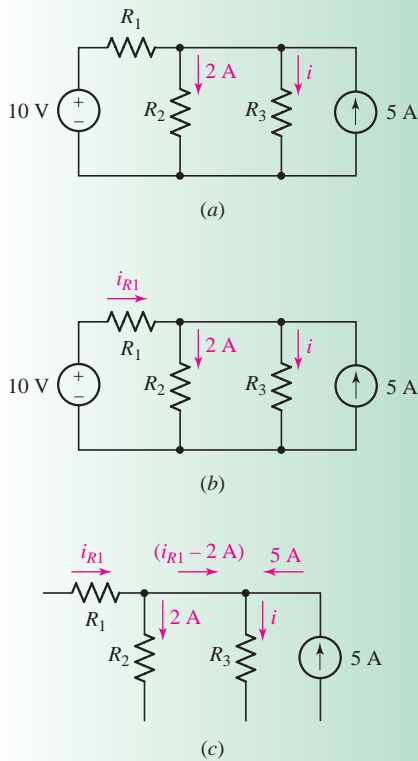 R1
2 A
i
10 V
+
–
R2
R3
5 A
(a)
iR1
R1
2 A
i
10 V
+
–
R2
R3
5 A
(b)
iR1
(iR1 – 2 A)
5 A
R1
2 A
i
R2
R3
5 A
(c)